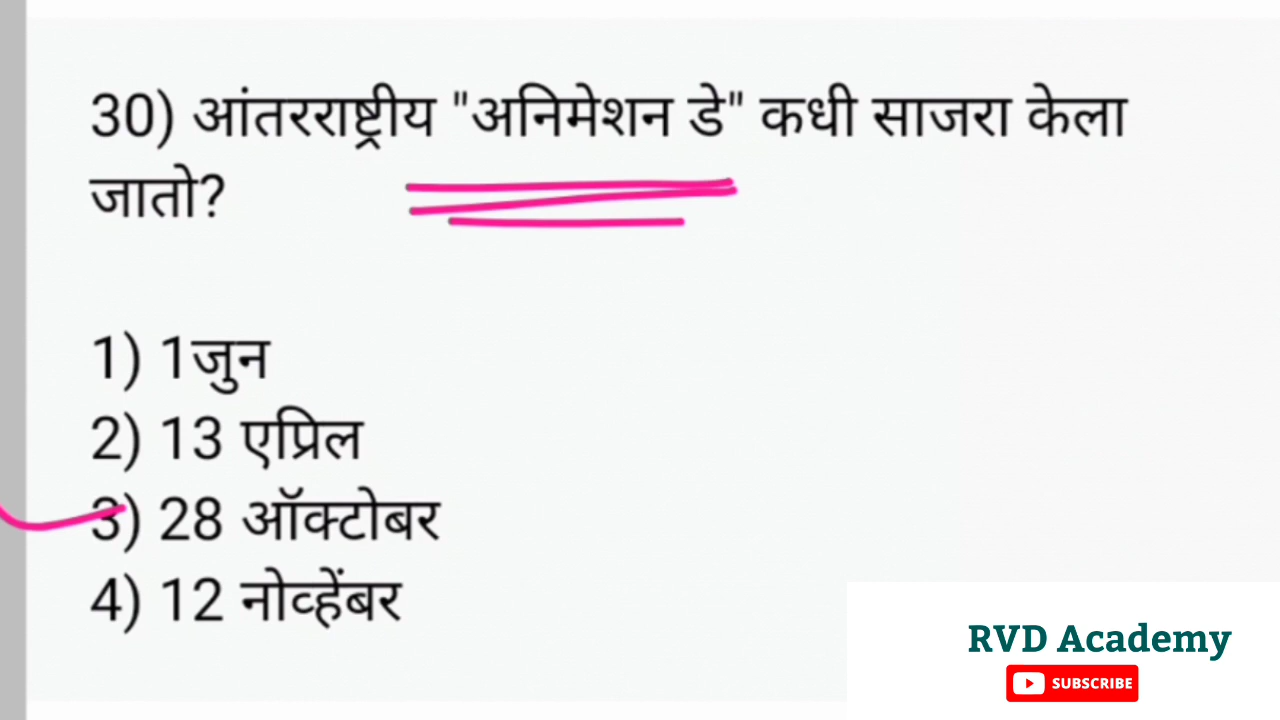 30) आंतरराष्ट्रीय "अनिमेशन डे" कधी साजरा केला
जातो?
1) 1जुन
2) 13 एप्रिल
3) 28 ऑक्टोबर
4) 12 नोव्हेंबर
RVD Academy
SUBSCRIBE